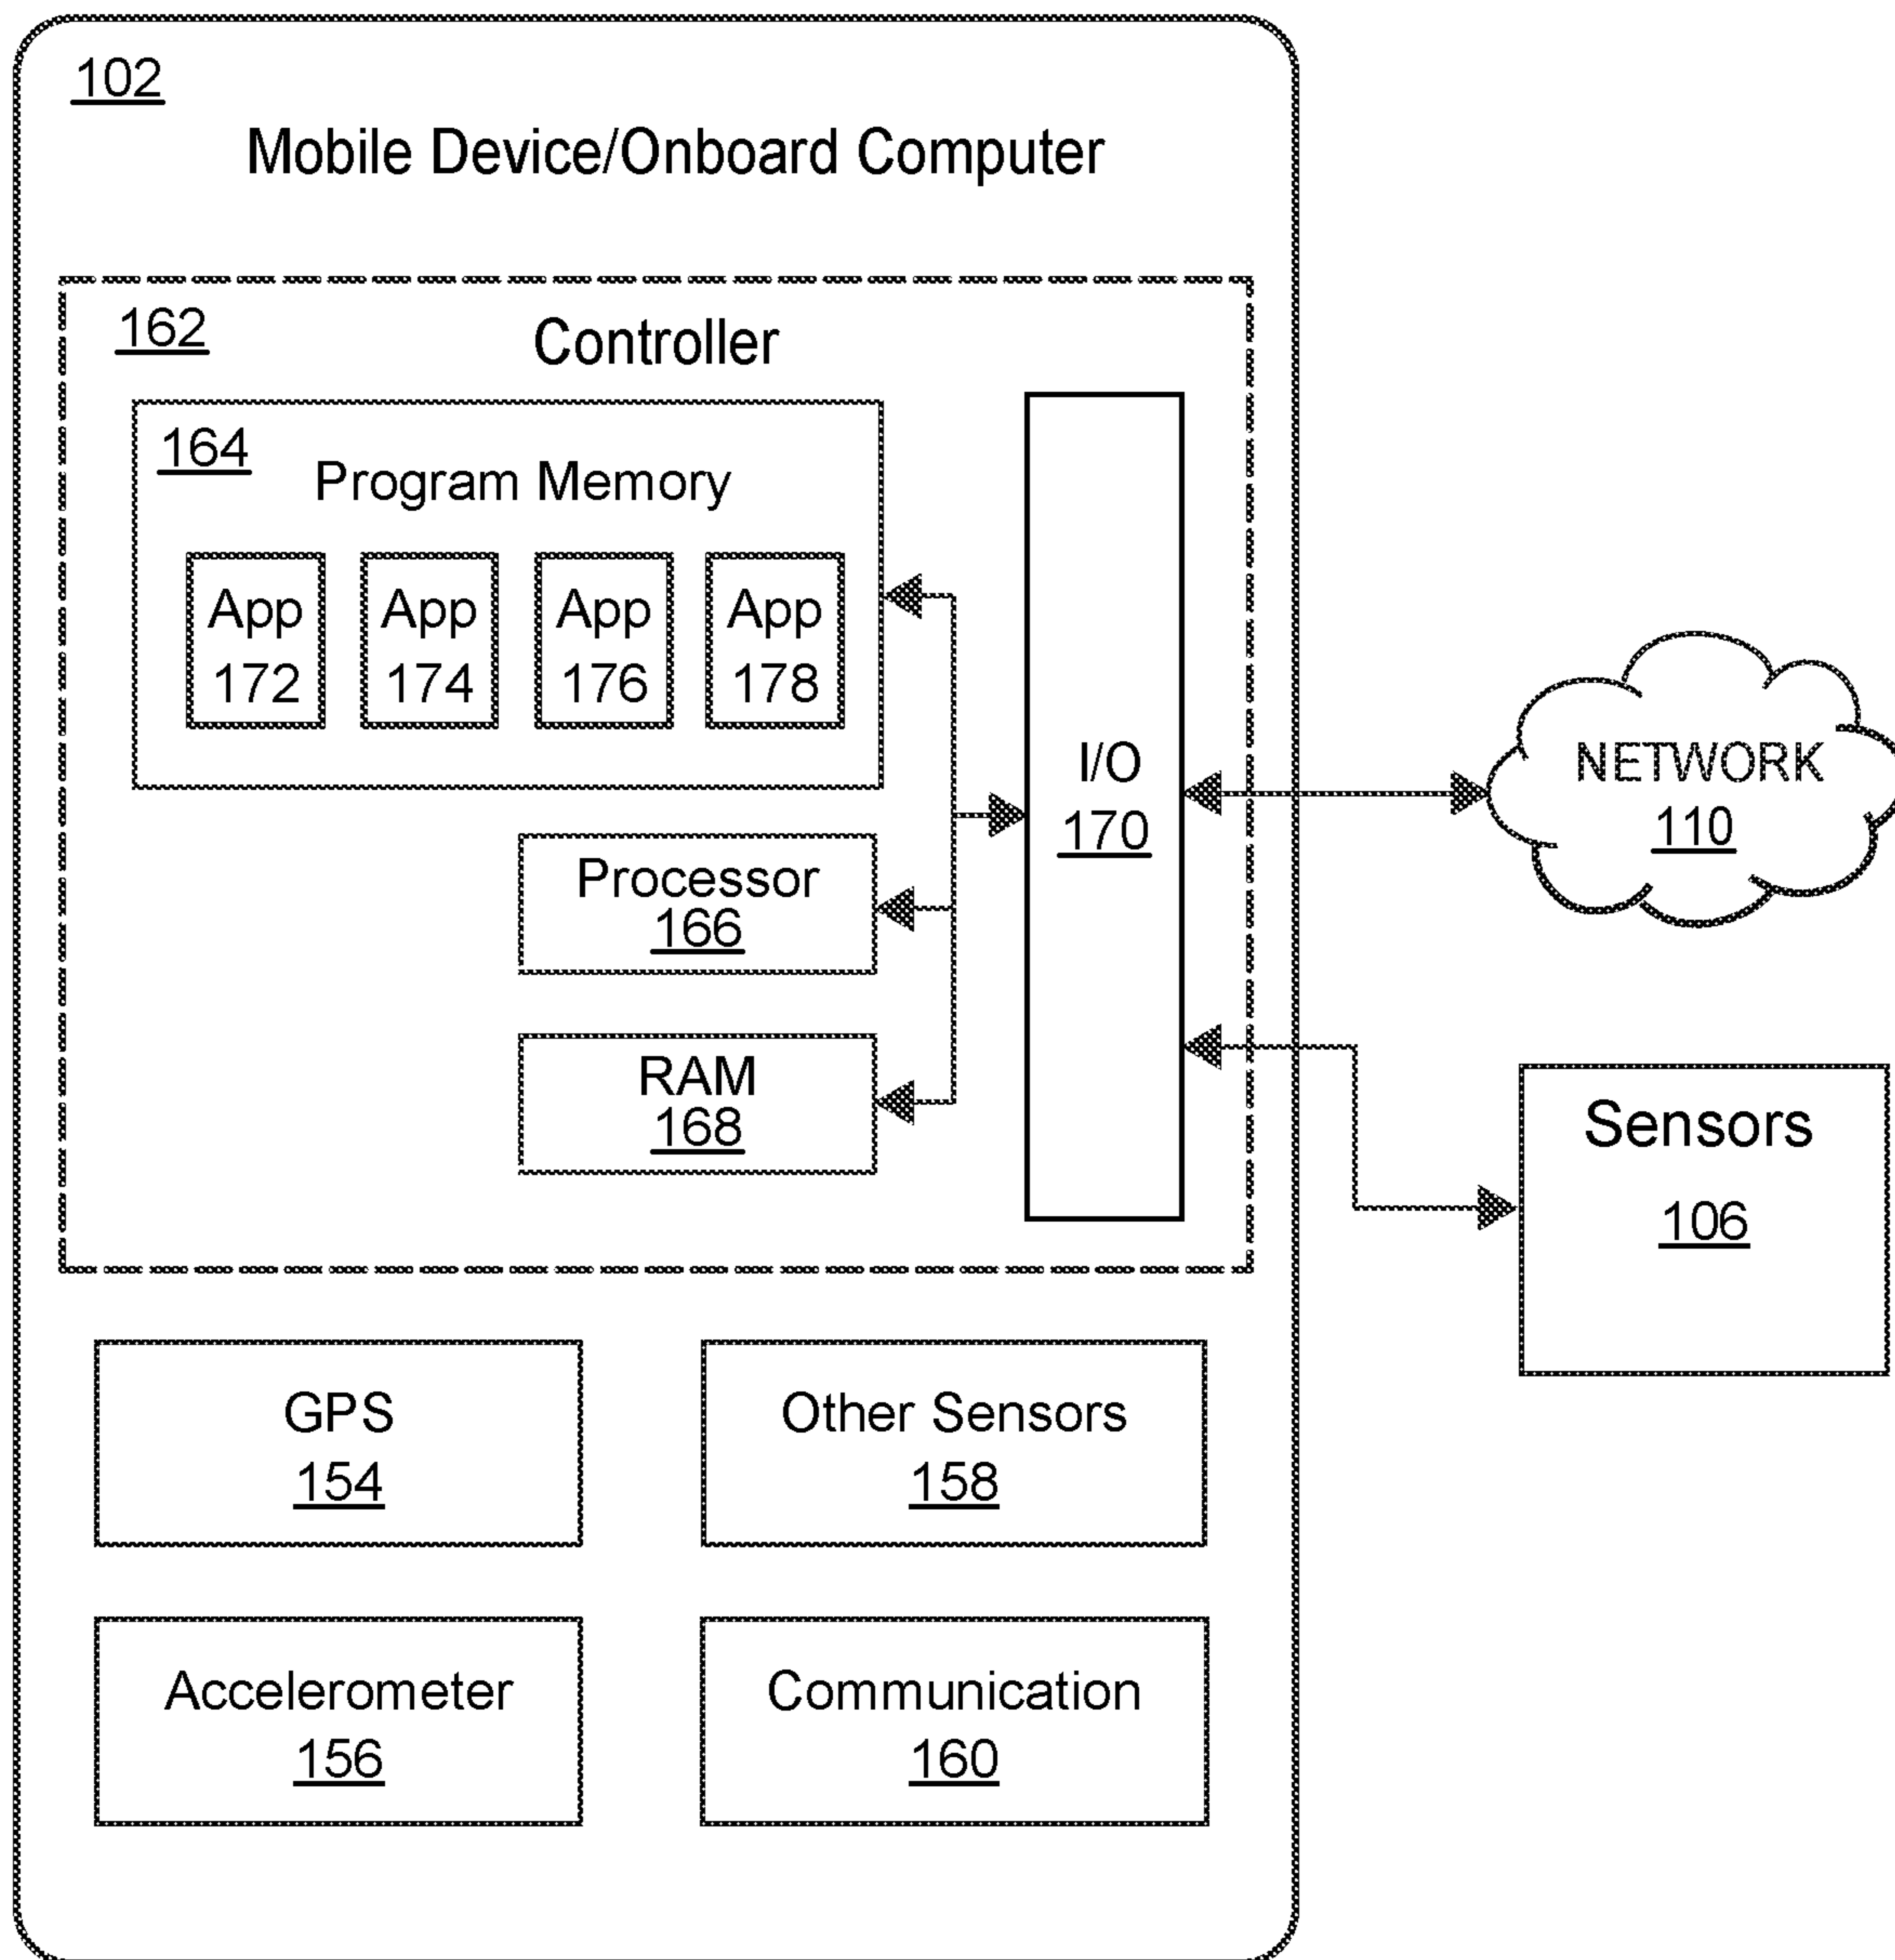 102
Mobile Device/Onboard Computer
162
Controller
164
Program Memory
App
172
App
174
App
176
App
178
I/O
170
NETWORK
110
Processor
166
RAM
168
Sensors
106
GPS
154
Other Sensors
158
Accelerometer
156
Communication
160